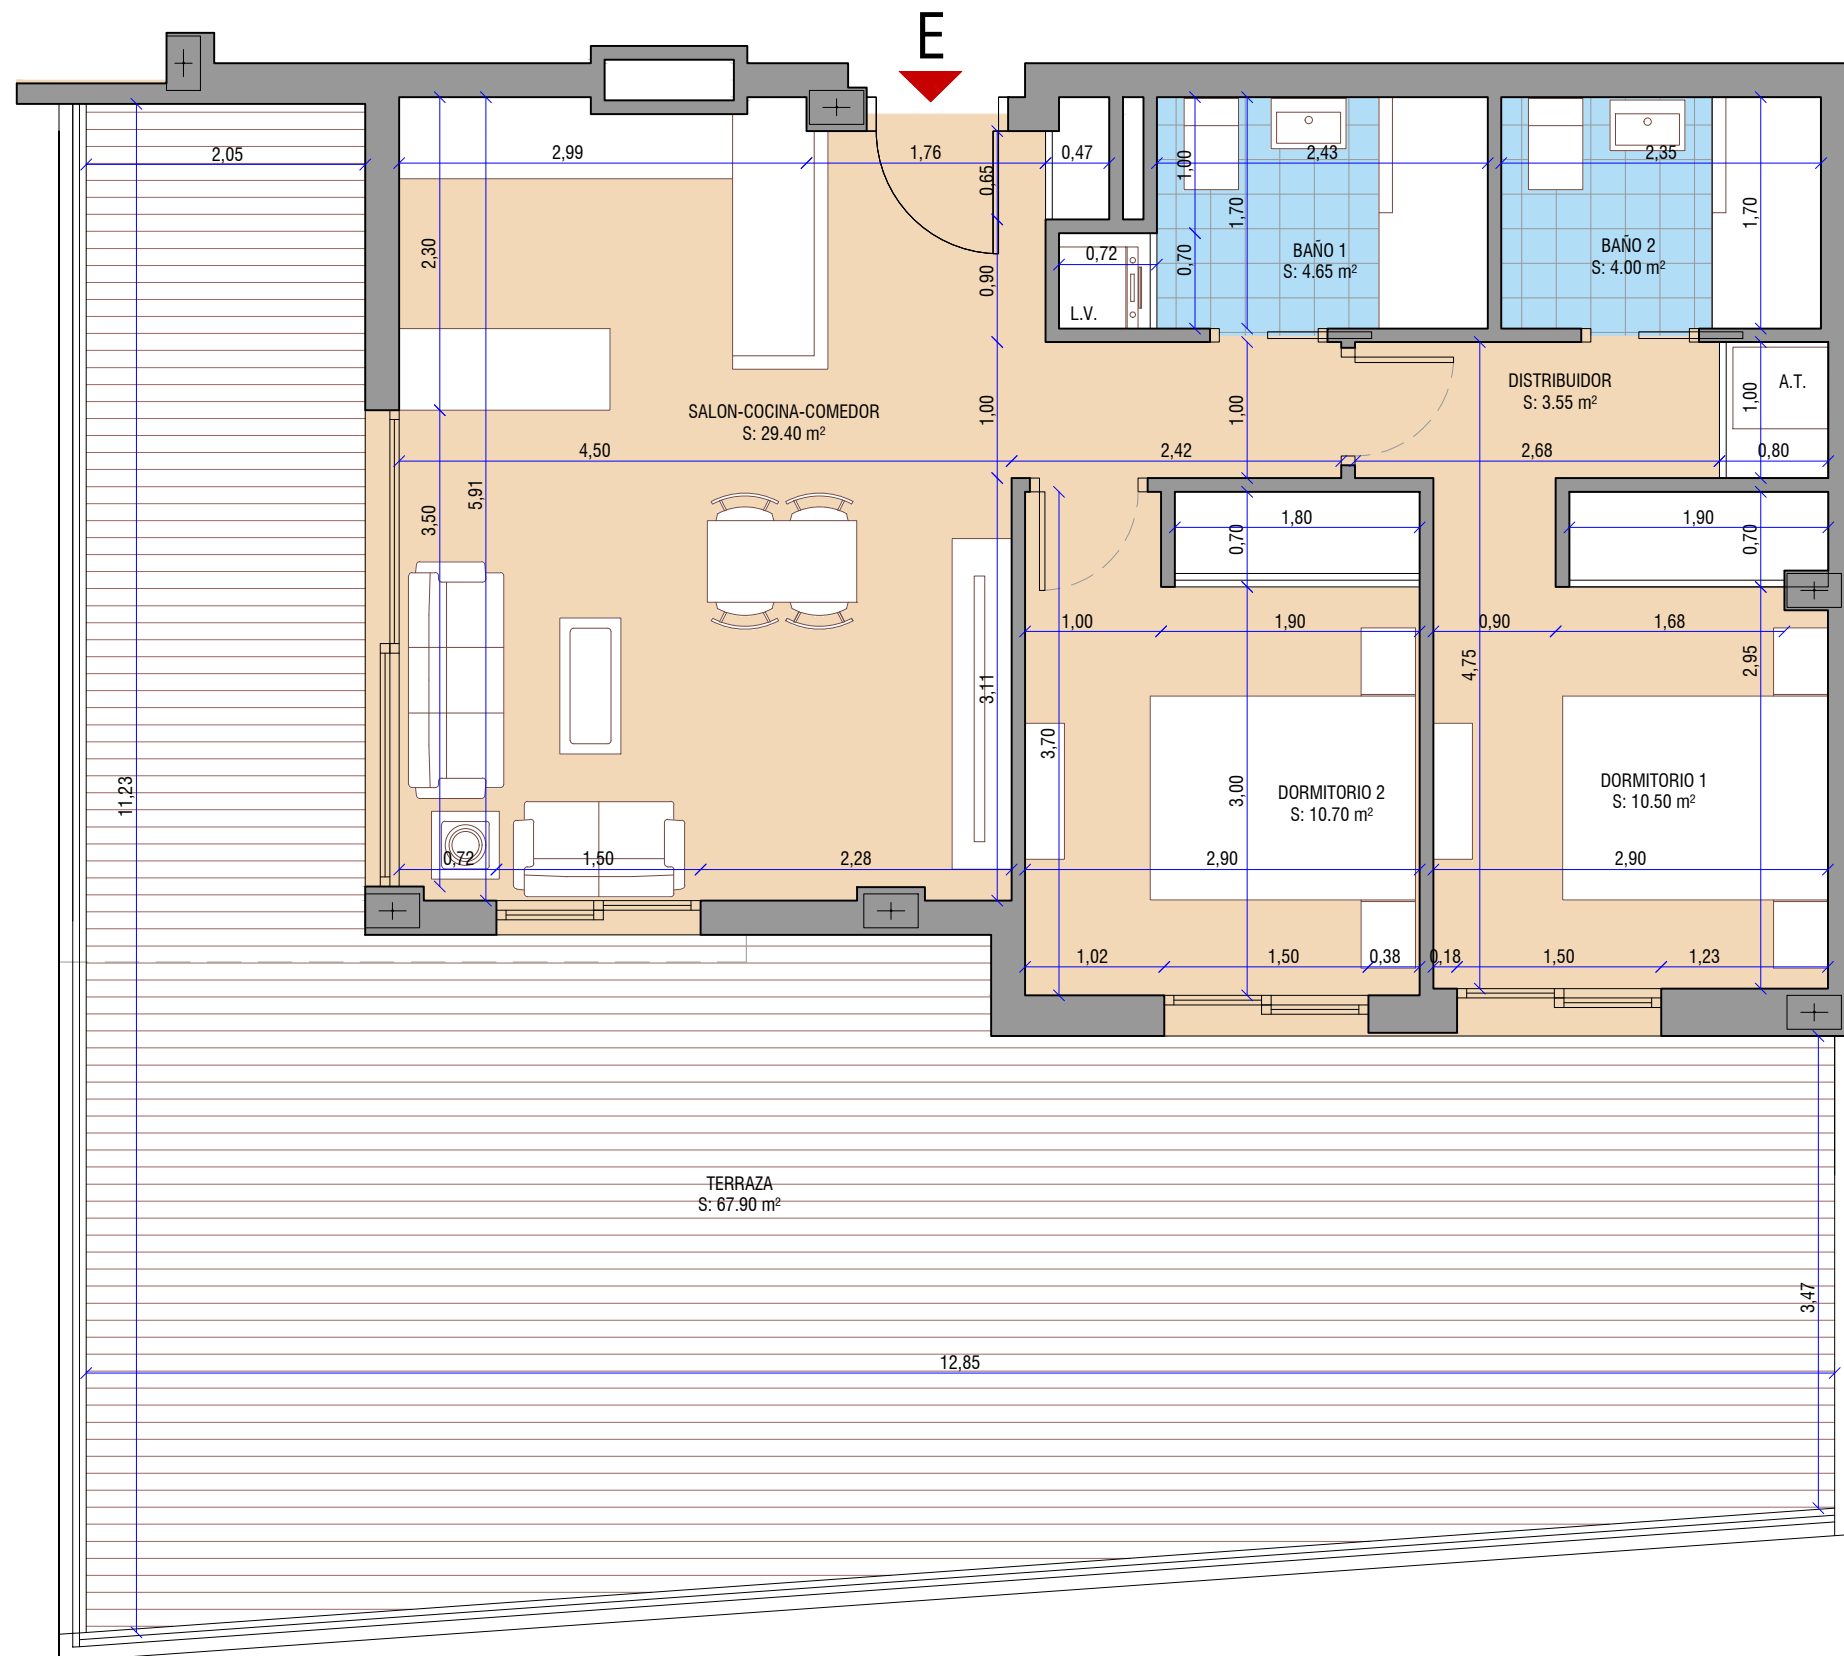 E
2,05
2,99
1,76
0,47
1,00
2,43
2,35
0,65
1,70
1,70
2,30
0,90
0,72
0,70
BAÑO 1
S: 4.65 m²
BAÑO 2
S: 4.00 m²
L.V.
SALON-COCINA-COMEDOR
S: 29.40 m²
1,00
1,00
DISTRIBUIDOR
S: 3.55 m²
1,00
A.T.
4,50
2,42
2,68
0,80
3,50
5,91
1,80
0,70
1,90
0,70
1,00
1,90
0,90
1,68
3,11
4,75
2,95
3,70
11,23
3,00
DORMITORIO 2
S: 10.70 m²
DORMITORIO 1
S: 10.50 m²
0,72
1,50
2,28
2,90
2,90
1,02
1,50
0,38
0,18
1,50
1,23
TERRAZA
S: 67.90 m²
3,47
12,85